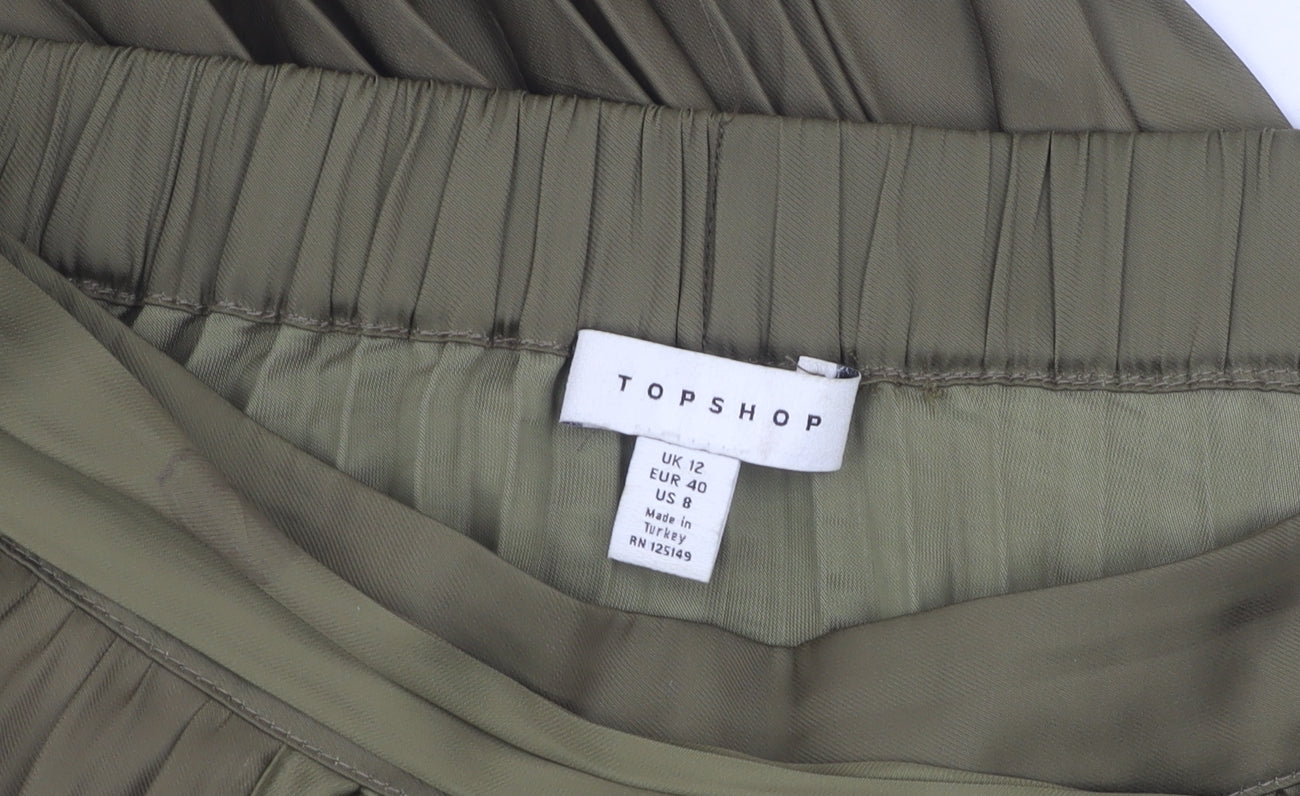 TOPSHOP
UK 12
EUR 40
US 8
Made in
Turkey
RN 125149